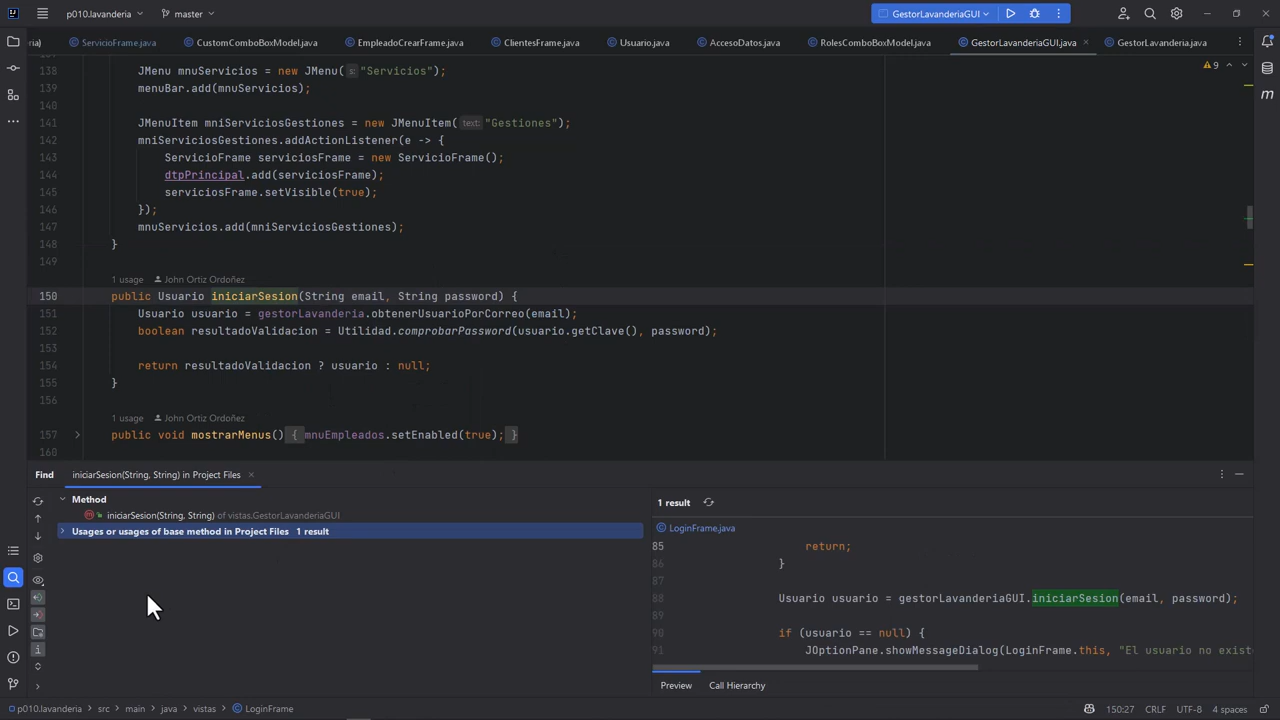 p010.lavanderia
master
GestorLavanderiaGUI
ria)
ServicioFrame.java
CustomComboBoxModel.java
EmpleadoCrearFrame.java
ClientesFrame.java
Usuario.java
AccesoDatos.java
RolesComboBoxModel.java
GestorLavanderiaGUI.java
GestorLavanderia.java
9
138 JMenu mnuServicios = new JMenu( s: "Servicios");
139 menuBar.add(mnuServicios);
140
141 JMenuItem mniServiciosGestiones = new JMenuItem( text: "Gestiones");
142 mniServiciosGestiones.addActionListener(e -> {
143 ServicioFrame serviciosFrame = new ServicioFrame();
144 dtpPrincipal.add(serviciosFrame);
145 serviciosFrame.setVisible(true);
146 });
147 mnuServicios.add(mniServiciosGestiones);
148 }
149
1 usage John Ortiz Ordoñez
150 public Usuario iniciarSesion(String email, String password) {
151 Usuario usuario = gestorLavanderia.obtenerUsuarioPorCorreo(email);
152 boolean resultadoValidacion = Utilidad.comprobarPassword(usuario.getClave(), password);
153
154 return resultadoValidacion ? usuario : null;
155 }
156
1 usage John Ortiz Ordoñez
157 public void mostrarMenus() { mnuEmpleados.setEnabled(true); }
160
Find iniciarSesion(String, String) in Project Files
Method
iniciarSesion(String, String) of vistas.GestorLavanderiaGUI
Usages or usages of base method in Project Files 1 result
1 result
LoginFrame.java
85 return;
86 }
87
88 Usuario usuario = gestorLavanderiaGUI.iniciarSesion(email, password);
89
90 if (usuario == null) {
91 JOptionPane.showMessageDialog(LoginFrame.this, "El usuario no exist
Preview Call Hierarchy
p010.lavanderia > src > main > java > vistas > LoginFrame
150:27 CRLF UTF-8 4 spaces